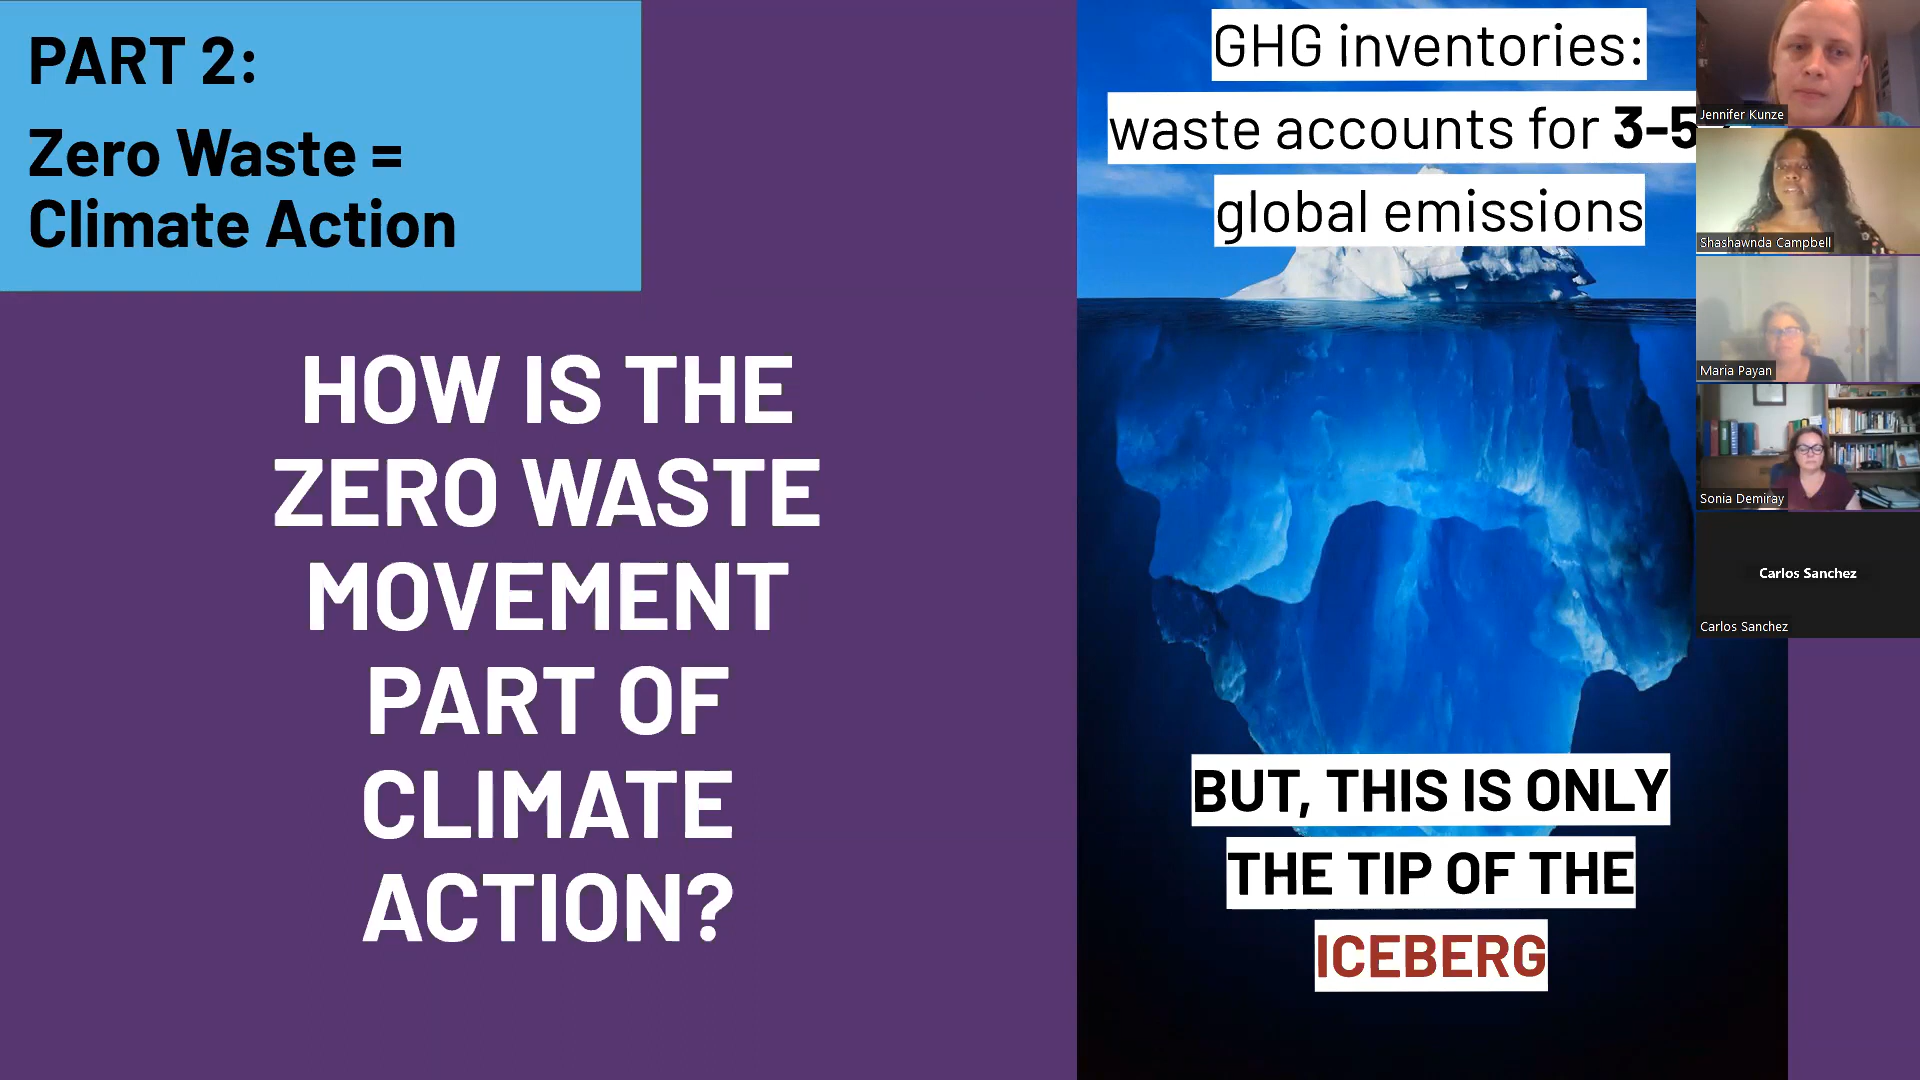 PART 2:
Zero Waste =
Climate Action
HOW IS THE
ZERO WASTE
MOVEMENT
PART OF
CLIMATE
ACTION?
GHG inventories:
waste accounts for 3-5
global emissions
BUT, THIS IS ONLY
THE TIP OF THE
ICEBERG
Jennifer Kunze
Shashawnda Campbell
Maria Payan
Sonia Demiray
Carlos Sanchez
Carlos Sanchez